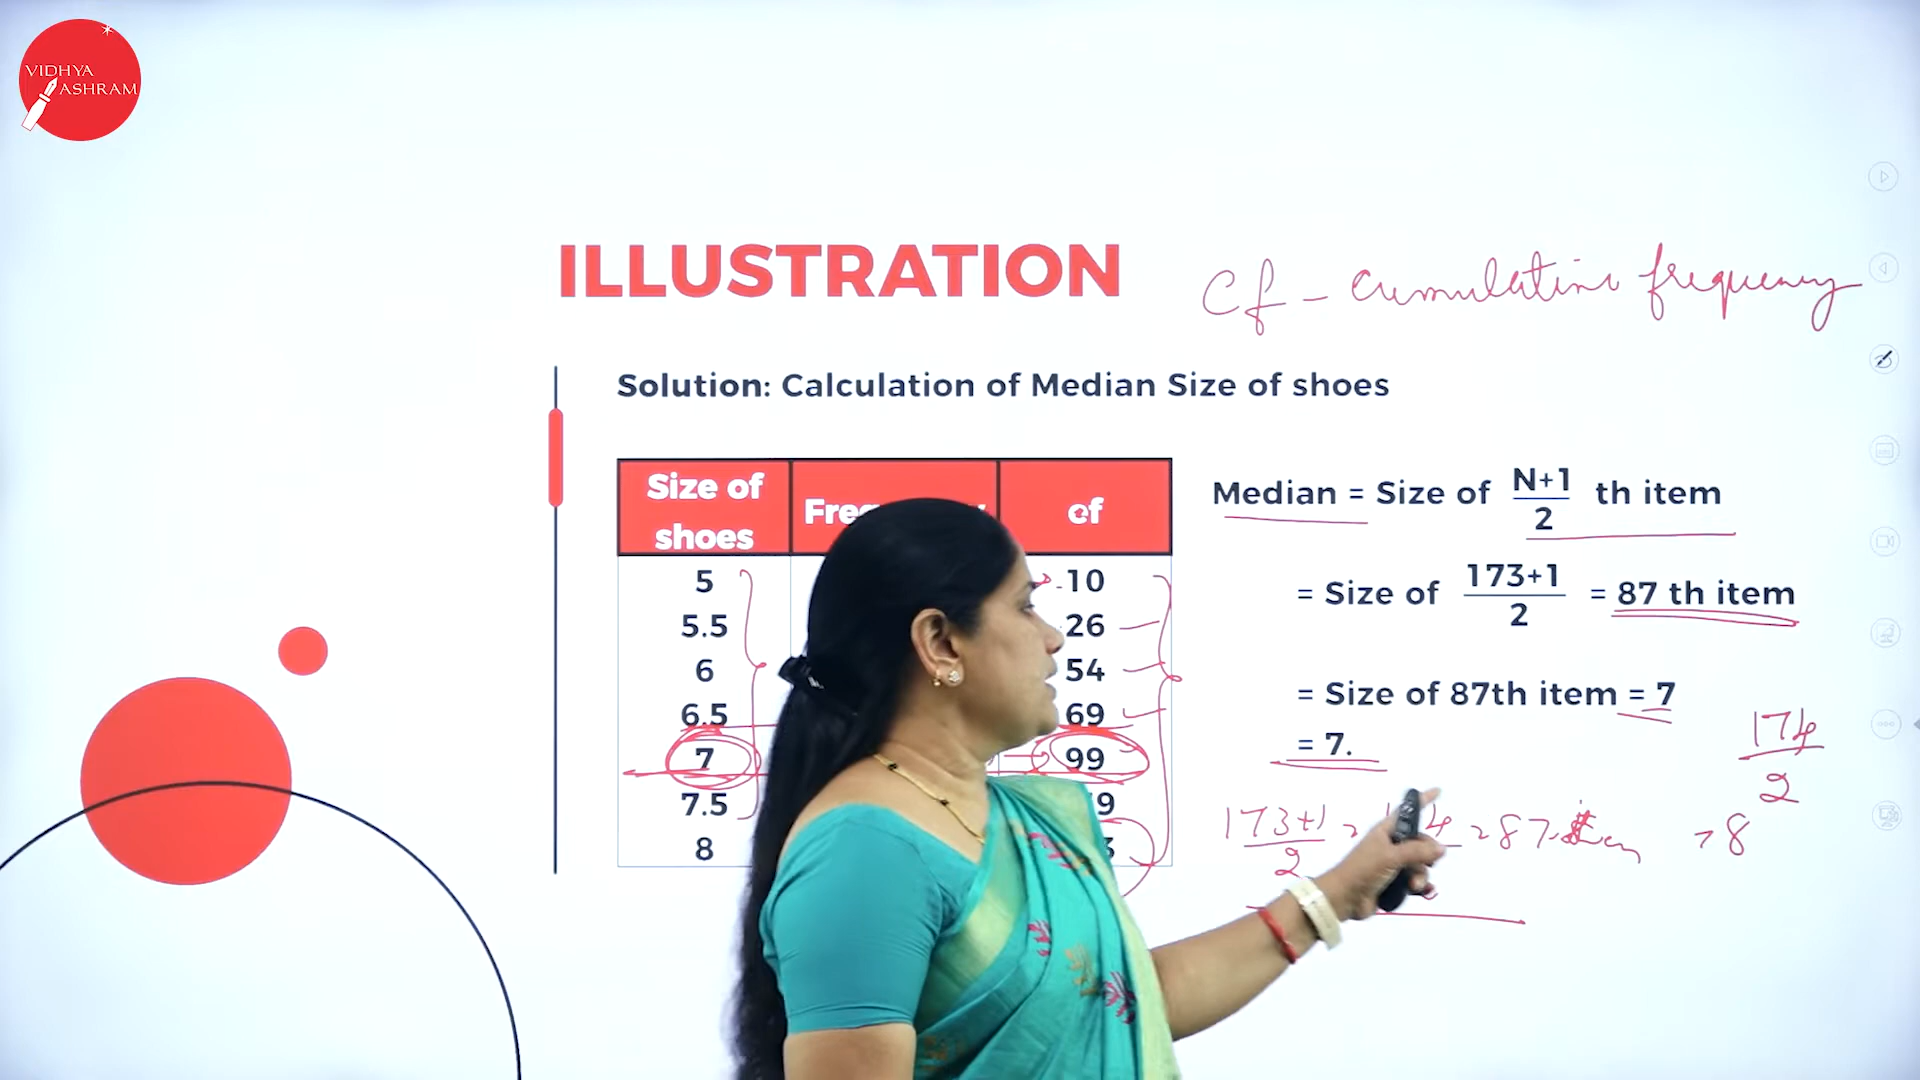 VIDHYA
ASHRAM
ILLUSTRATION
Cf - Cumulative frequency
Solution: Calculation of Median Size of shoes
Size of shoes cf
5 10
5.5 26
6 54
6.5 69
7 99
7.5
8
Median = Size of N+1/2 th item
= Size of 173+1/2 = 87 th item
= Size of 87th item = 7
= 7.
174/2
173+1/2 = = 87
= 8